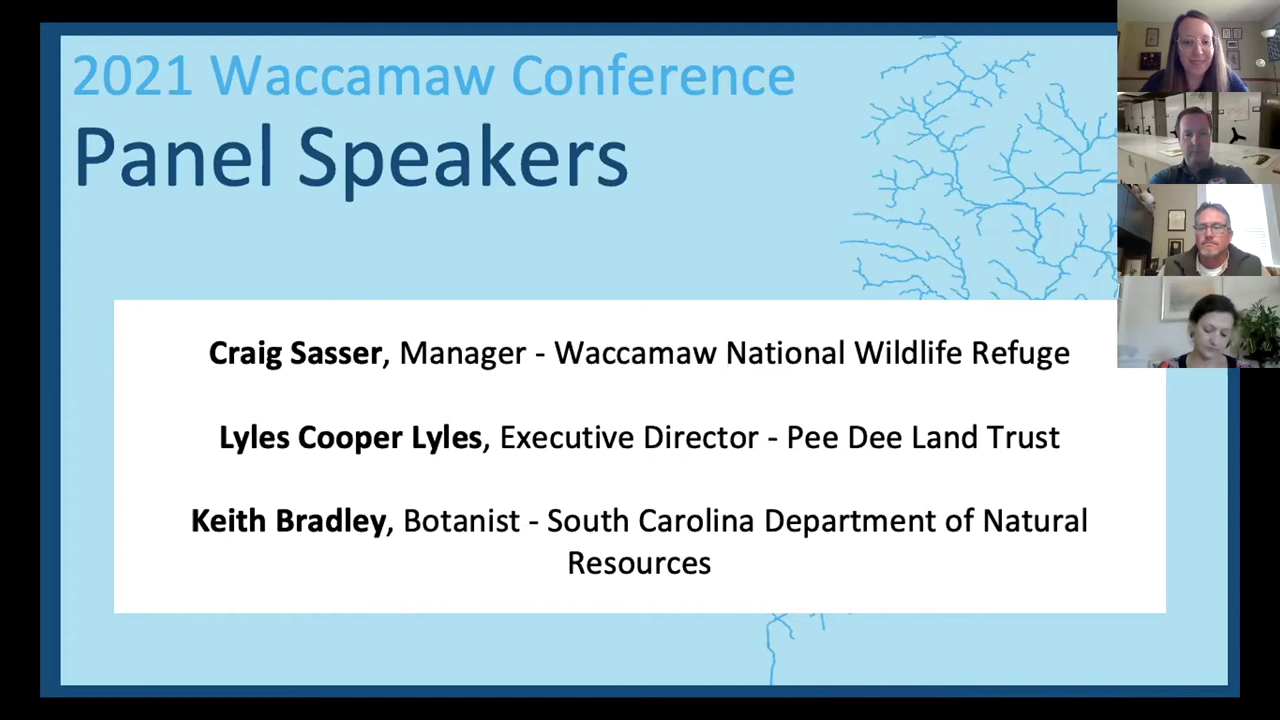 2021 Waccamaw Conference
Panel Speakers
Craig Sasser, Manager - Waccamaw National Wildlife Refuge
Lyles Cooper Lyles, Executive Director - Pee Dee Land Trust
Keith Bradley, Botanist - South Carolina Department of Natural
Resources